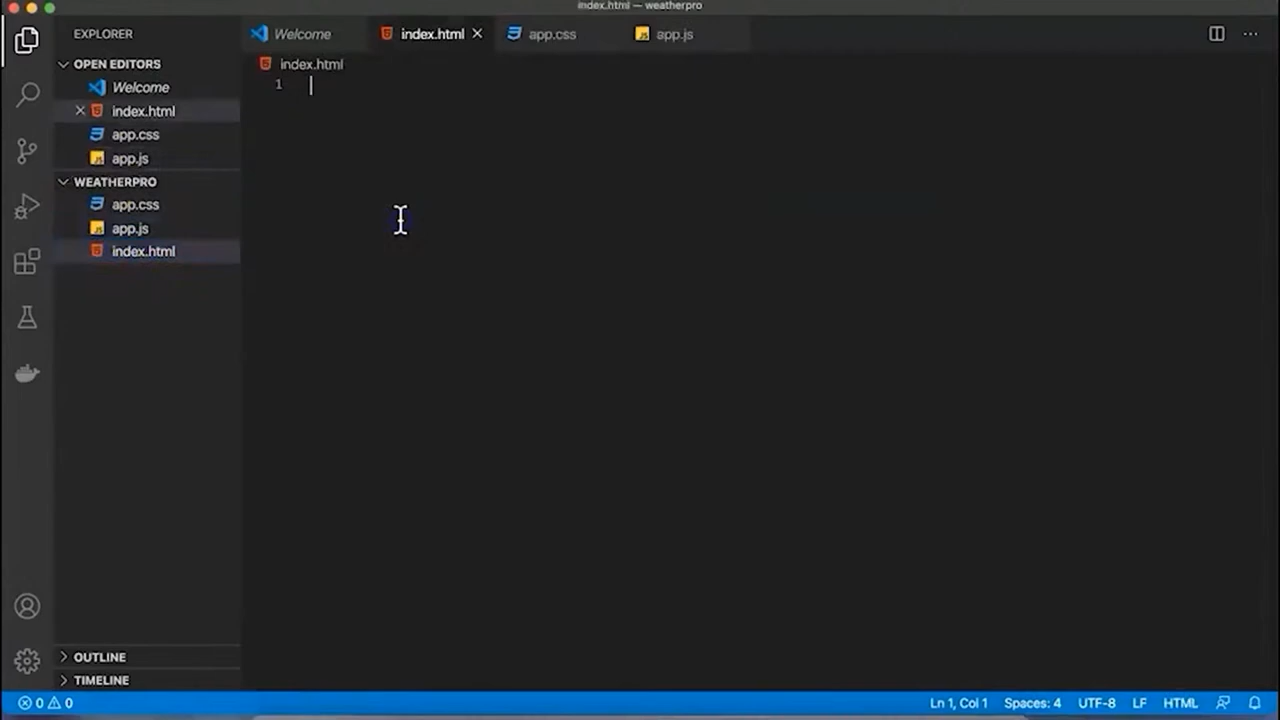 index.html — weatherpro
EXPLORER
Welcome
index.html
app.css
app.js
OPEN EDITORS
Welcome
index.html
app.css
app.js
WEATHERPRO
app.css
app.js
index.html
index.html
1
OUTLINE
TIMELINE
0 0
Ln 1, Col 1
Spaces: 4
UTF-8
LF
HTML